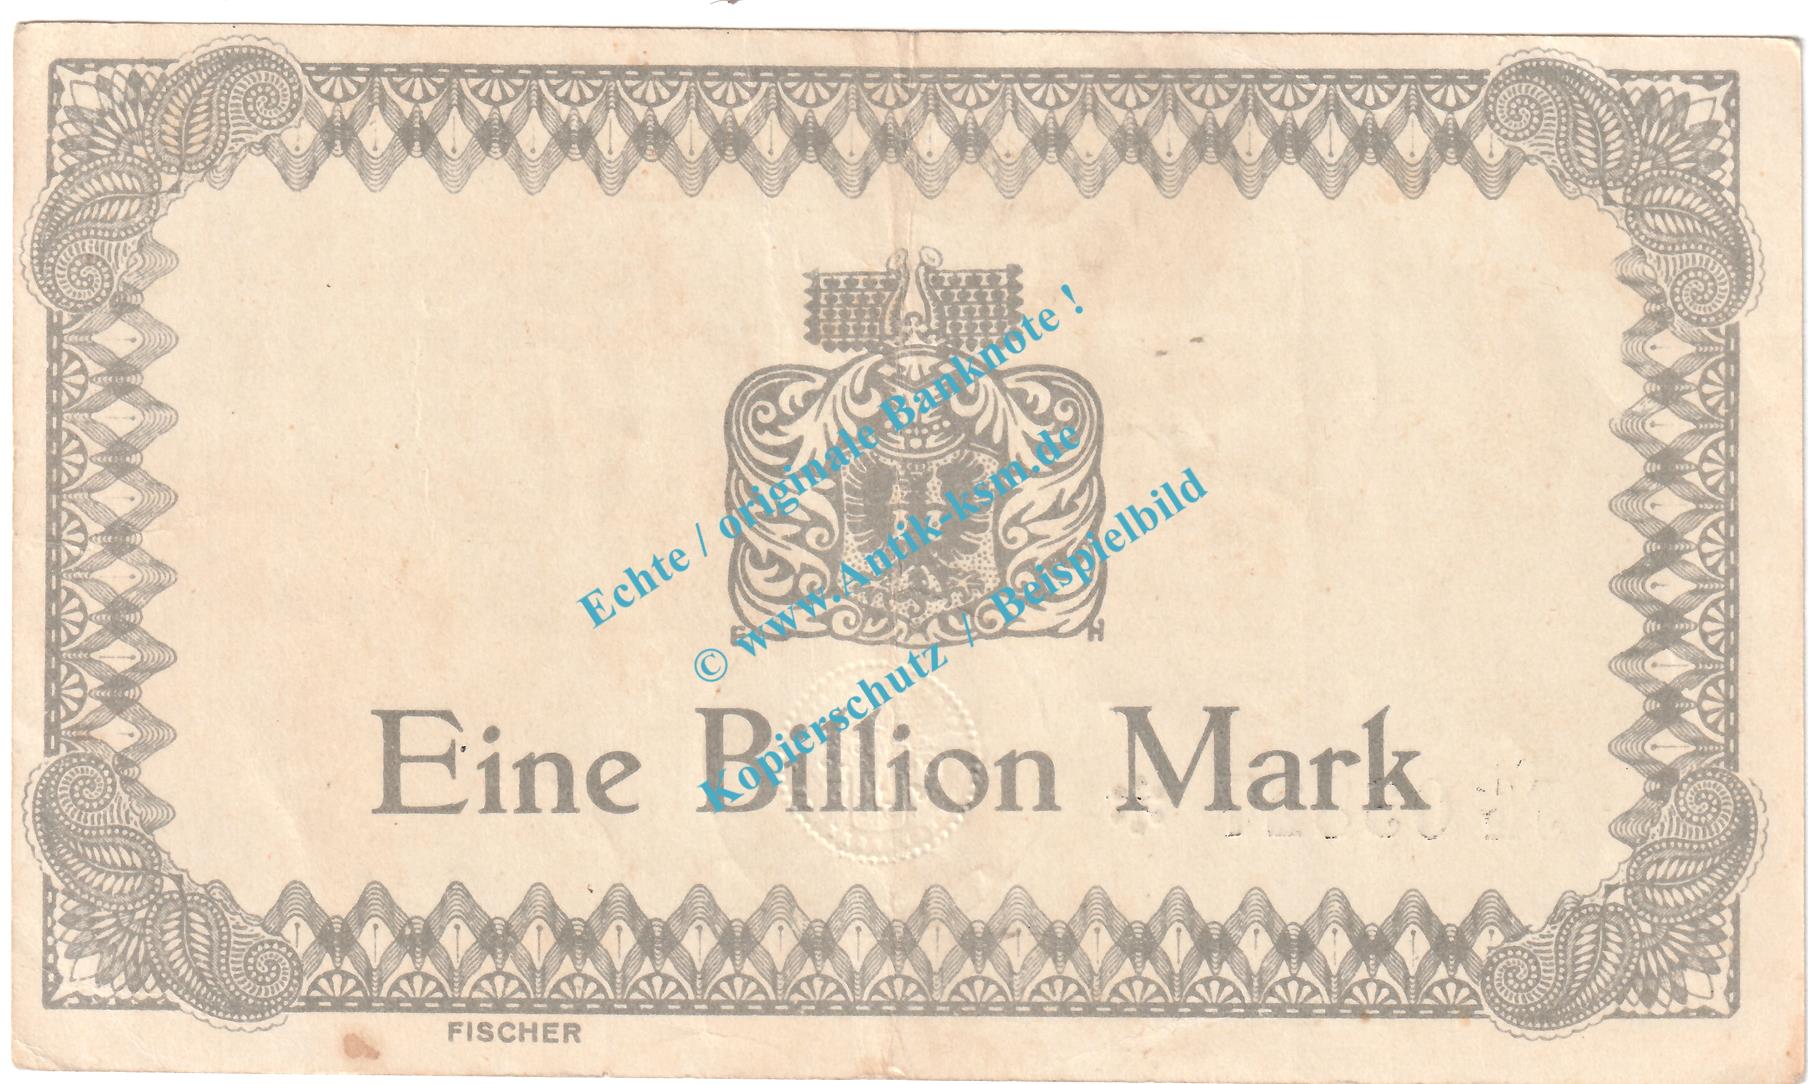 Echte / originale Banknote !
© www.Antik-ksm.de
Kopierschutz / Beispielbild
F H
Eine Billion Mark
FISCHER